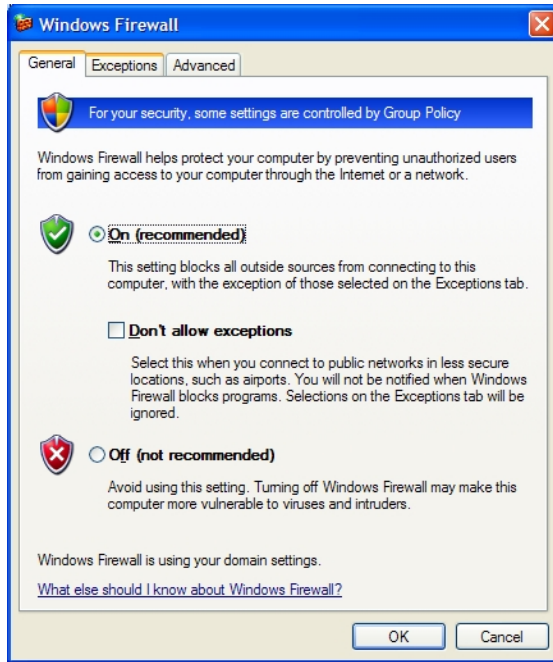 Windows Firewall
General Exceptions Advanced
For your security, some settings are controlled by Group Policy
Windows Firewall helps protect your computer by preventing unauthorized users
from gaining access to your computer through the Internet or a network.
On (recommended)
This setting blocks all outside sources from connecting to this
computer, with the exception of those selected on the Exceptions tab.
Don't allow exceptions
Select this when you connect to public networks in less secure
locations, such as airports. You will not be notified when Windows
Firewall blocks programs. Selections on the Exceptions tab will be
ignored.
Off (not recommended)
Avoid using this setting. Turning off Windows Firewall may make this
computer more vulnerable to viruses and intruders.
Windows Firewall is using your domain settings.
What else should I know about Windows Firewall?
OK Cancel